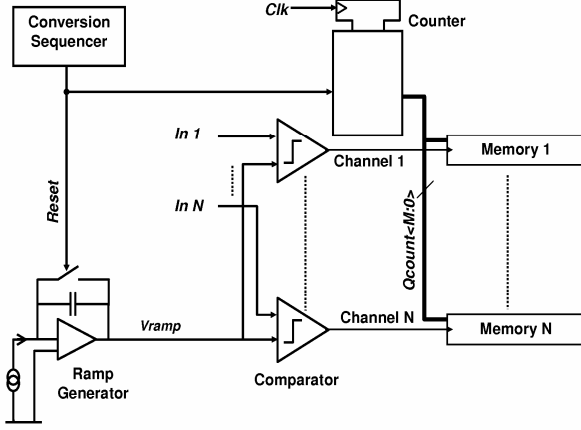 Clk
Counter
Conversion
Sequencer
In 1
Channel 1
Memory 1
In N
Reset
Qcount<M:0>
Vramp
Channel N
Memory N
Ramp
Generator
Comparator